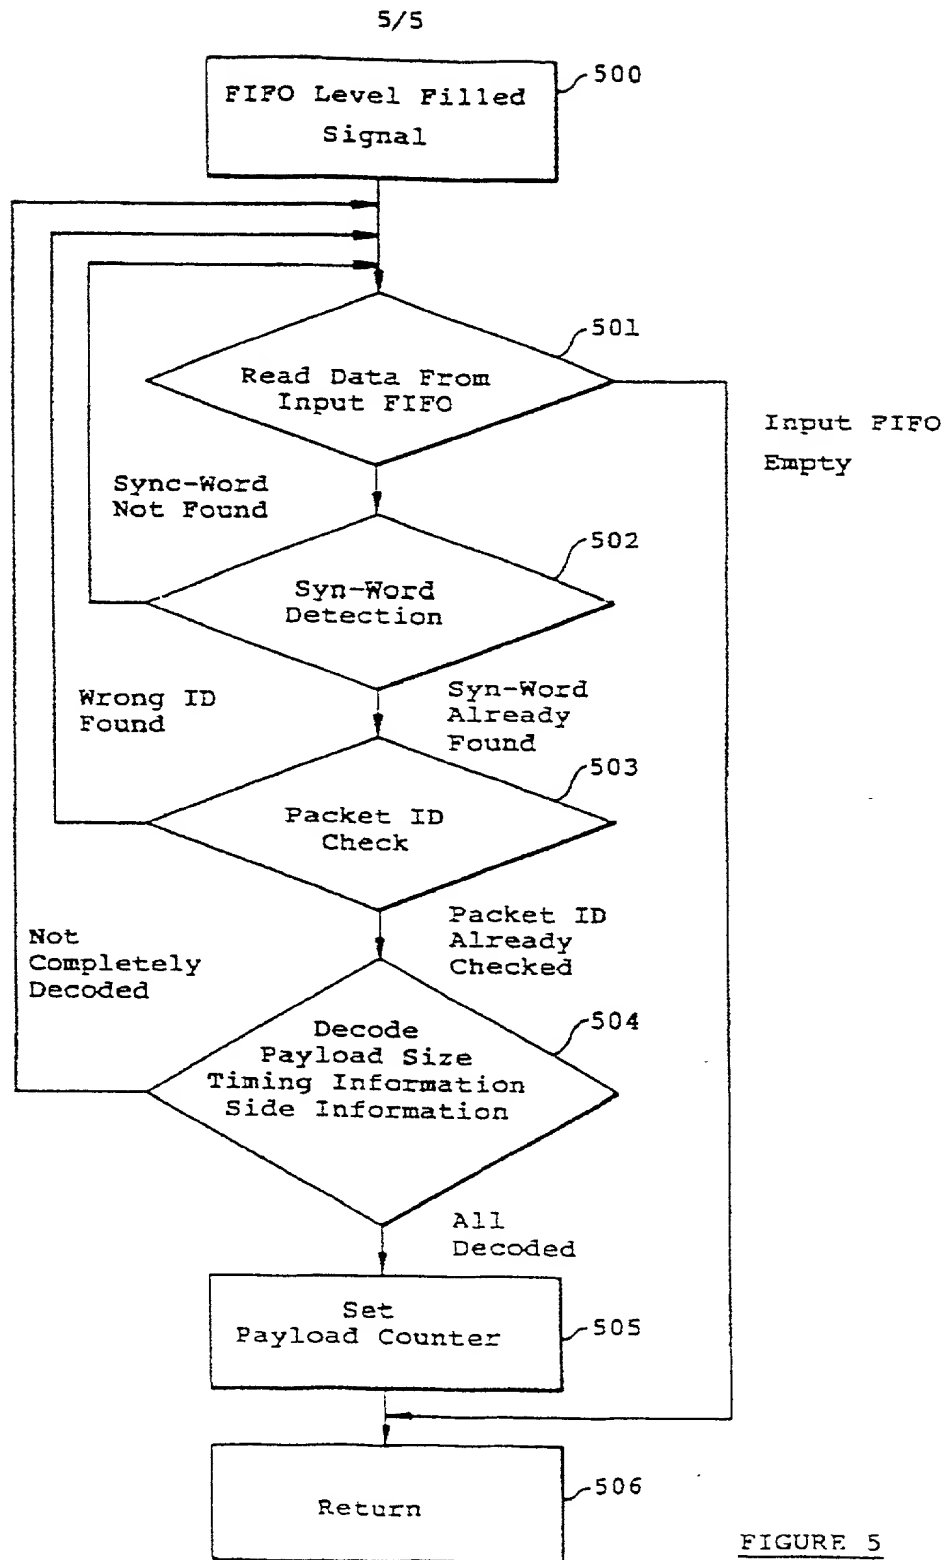 5/5
FIFO Level Filled
Signal
500
501
Read Data From
Input FIFO
Input FIFO
Empty
Sync-Word
Not Found
502
Syn-Word
Detection
Wrong ID
Found
Syn-Word
Already
Found
503
Packet ID
Check
Packet ID
Already
Checked
Not
Completely
Decoded
504
Decode
Payload Size
Timing Information
Side Information
All
Decoded
Set
Payload Counter
505
506
Return
FIGURE 5